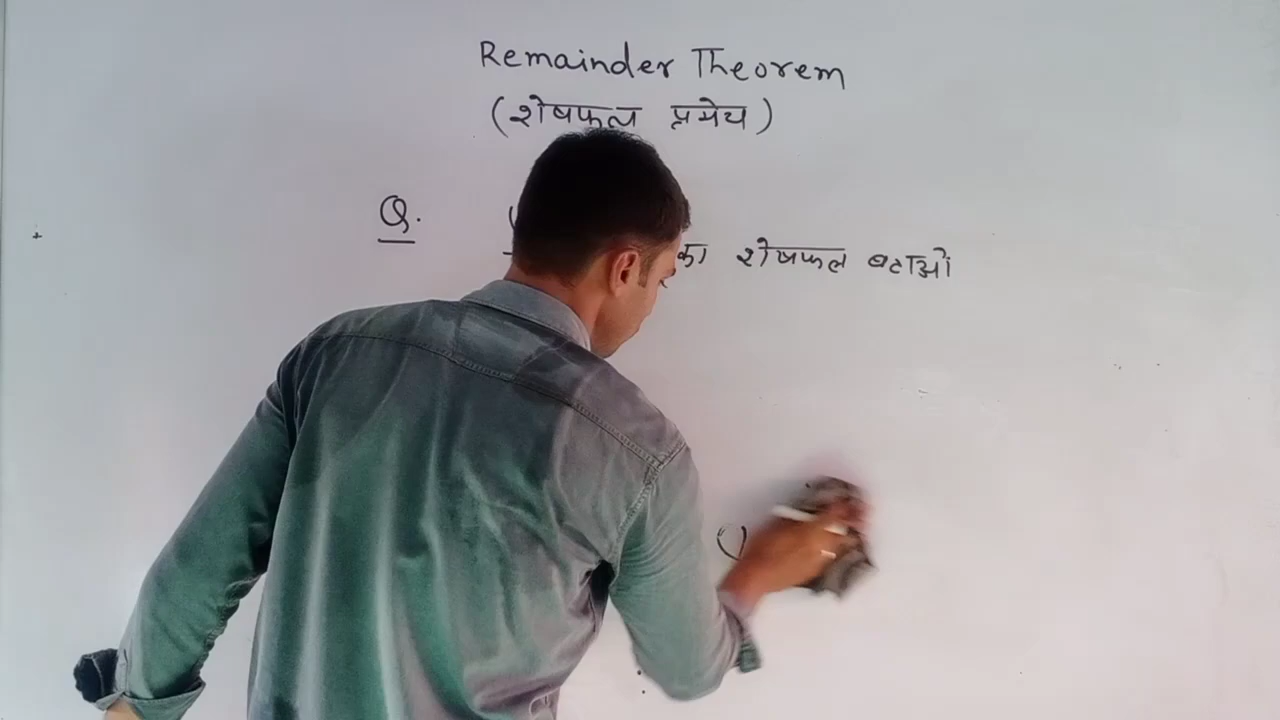 Remainder Theorem
(शेषफल प्रमेय)
Q. का शेषफल बताओं